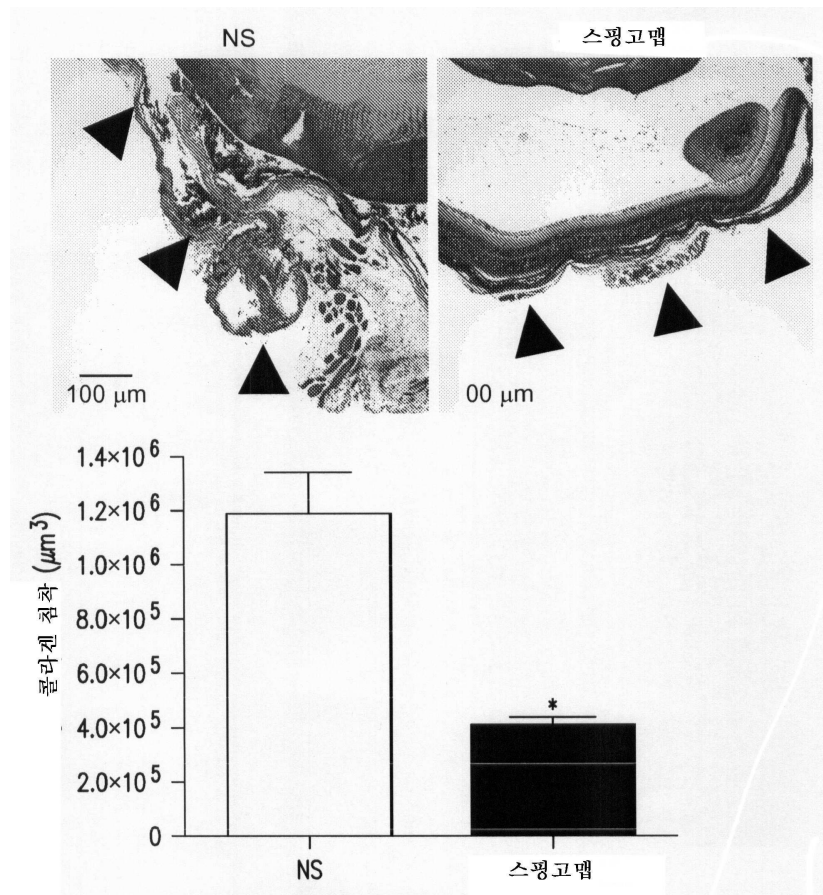 NS
스핑고맵
100 μm
00 μm
콜라겐 침착 (μm³)
1.4×10⁶
1.2×10⁶
1.0×10⁶
8.0×10⁵
6.0×10⁵
4.0×10⁵
2.0×10⁵
0
*
NS
스핑고맵